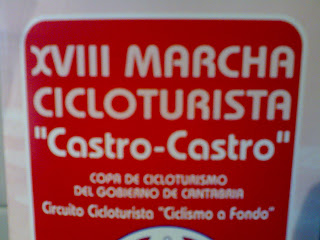 XVIII MARCHA
CICLOTURISTA
"Castro-Castro"
COPA DE CICLOTURISMO
DEL GOBIERNO DE CANTABRIA
Circuito Cicloturista "Ciclismo a Fondo"